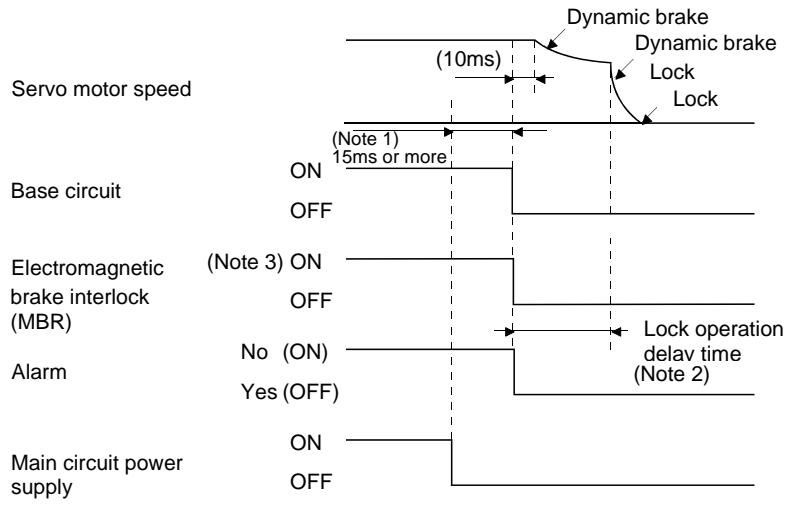 Dynamic brake
Dynamic brake
Lock
Lock
(10ms)
Servo motor speed
(Note 1)
15ms or more
Base circuit
ON
OFF
Electromagnetic
brake interlock
(MBR)
(Note 3) ON
OFF
Lock operation
delay time
(Note 2)
Alarm
No (ON)
Yes (OFF)
Main circuit power
supply
ON
OFF